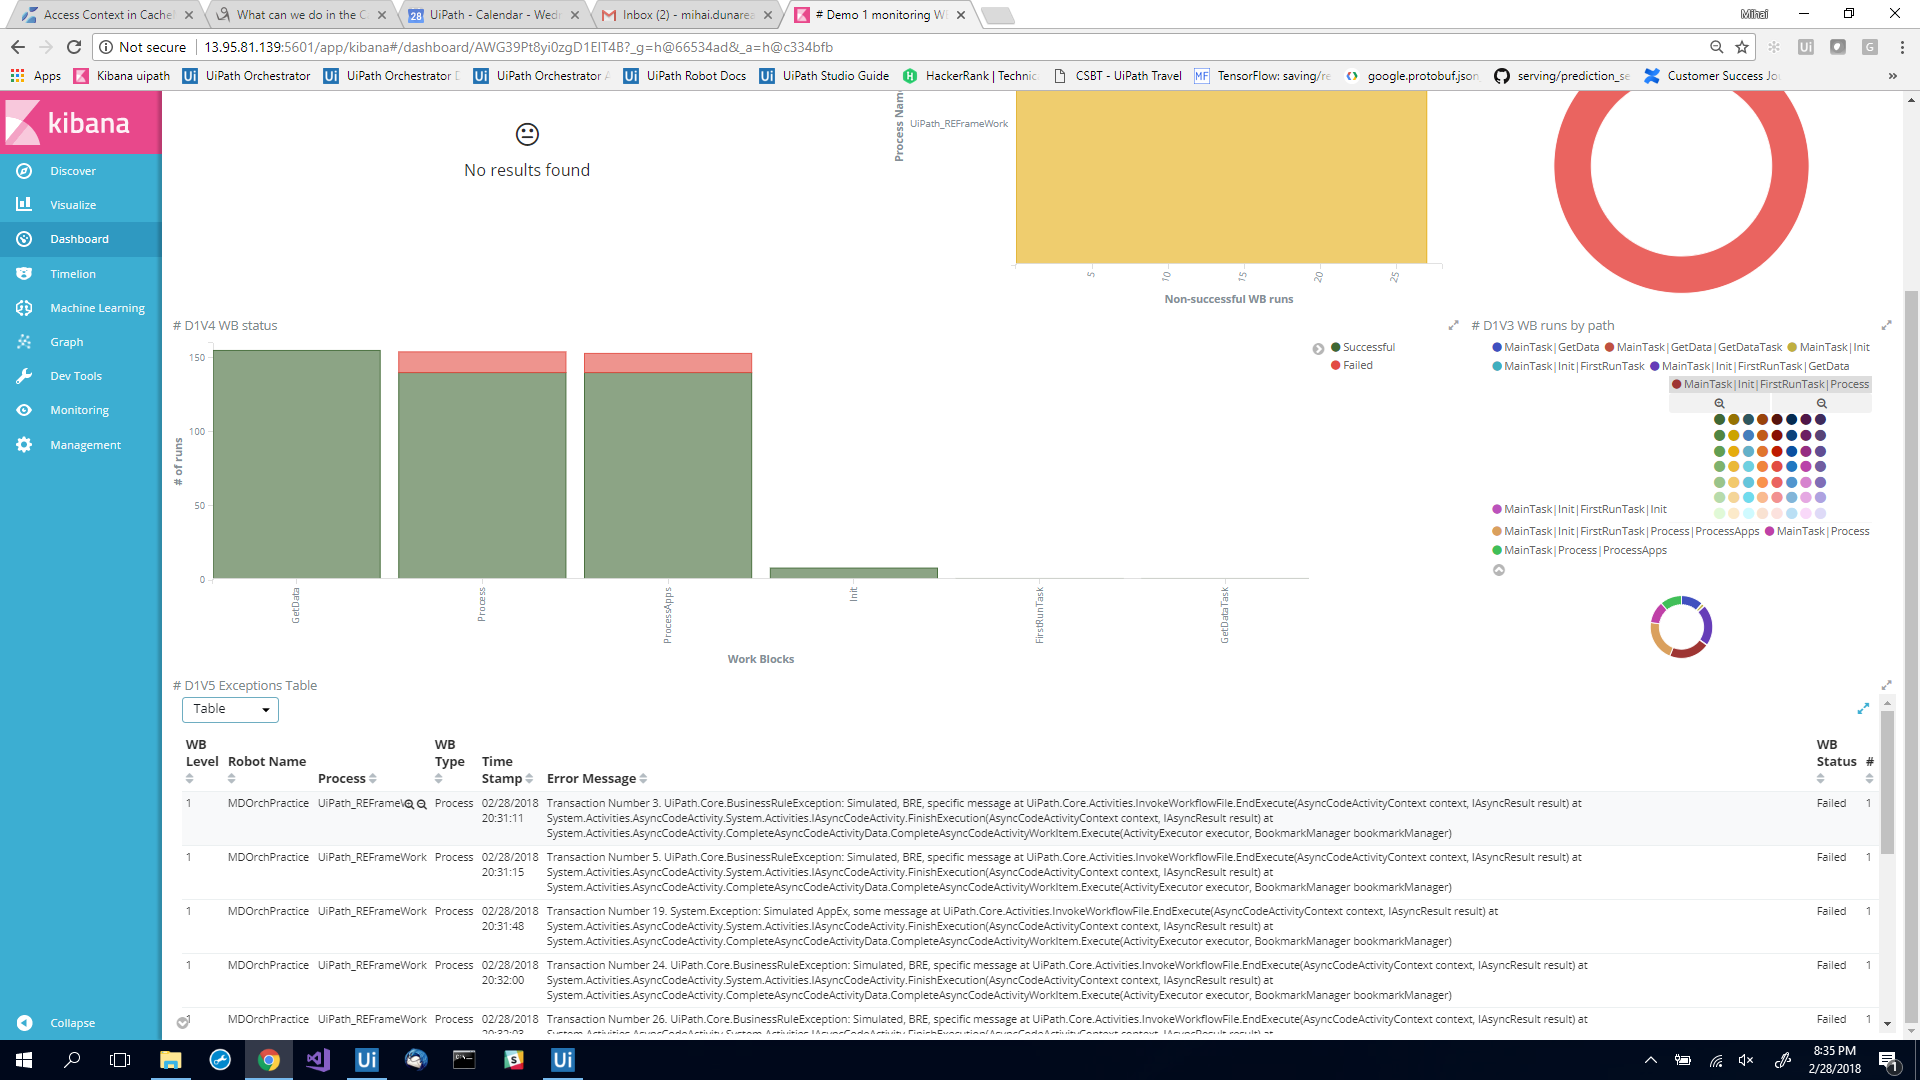 Access Context in Cache
What can we do in the C
UiPath - Calendar - Wedn
Inbox (2) - mihai.dunarea
# Demo 1 monitoring W
Mihai
Not secure
13.95.81.139:5601/app/kibana#/dashboard/AWG39Pt8yi0zgD1EIT4B?_g=h@66534ad&_a=h@c334bfb
Apps
Kibana uipath
UiPath Orchestrator
UiPath Orchestrator D
UiPath Orchestrator A
UiPath Robot Docs
UiPath Studio Guide
HackerRank | Technic
CSBT - UiPath Travel
TensorFlow: saving/re
google.protobuf.json
serving/prediction_se
Customer Success Jou
kibana
Discover
Visualize
Dashboard
Timelion
Machine Learning
Graph
Dev Tools
Monitoring
Management
Collapse
No results found
Process Name
UiPath_REFrameWork
5
10
15
20
25
Non-successful WB runs
# D1V4 WB status
150
100
50
0
# of runs
GetData
Process
ProcessApps
Init
FirstRunTask
GetDataTask
Work Blocks
Successful
Failed
# D1V3 WB runs by path
MainTask|GetData
MainTask|GetData|GetDataTask
MainTask|Init
MainTask|Init|FirstRunTask
MainTask|Init|FirstRunTask|GetData
MainTask|Init|FirstRunTask|Process
MainTask|Init|FirstRunTask|Init
MainTask|Init|FirstRunTask|Process|ProcessApps
MainTask|Process
MainTask|Process|ProcessApps
# D1V5 Exceptions Table
Table
WB Level
Robot Name
Process
WB Type
Time Stamp
Error Message
WB Status
#
1 MDOrchPractice UiPath_REFrameW Process 02/28/2018 Transaction Number 3. UiPath.Core.BusinessRuleException: Simulated, BRE, specific message at UiPath.Core.Activities.InvokeWorkflowFile.EndExecute(AsyncCodeActivityContext context, IAsyncResult result) at Failed 1
20:31:11 System.Activities.AsyncCodeActivity.System.Activities.IAsyncCodeActivity.FinishExecution(AsyncCodeActivityContext context, IAsyncResult result) at
System.Activities.AsyncCodeActivity.CompleteAsyncCodeActivityData.CompleteAsyncCodeActivityWorkItem.Execute(ActivityExecutor executor, BookmarkManager bookmarkManager)
1 MDOrchPractice UiPath_REFrameWork Process 02/28/2018 Transaction Number 5. UiPath.Core.BusinessRuleException: Simulated, BRE, specific message at UiPath.Core.Activities.InvokeWorkflowFile.EndExecute(AsyncCodeActivityContext context, IAsyncResult result) at Failed 1
20:31:15 System.Activities.AsyncCodeActivity.System.Activities.IAsyncCodeActivity.FinishExecution(AsyncCodeActivityContext context, IAsyncResult result) at
System.Activities.AsyncCodeActivity.CompleteAsyncCodeActivityData.CompleteAsyncCodeActivityWorkItem.Execute(ActivityExecutor executor, BookmarkManager bookmarkManager)
1 MDOrchPractice UiPath_REFrameWork Process 02/28/2018 Transaction Number 19. System.Exception: Simulated AppEx, some message at UiPath.Core.Activities.InvokeWorkflowFile.EndExecute(AsyncCodeActivityContext context, IAsyncResult result) at Failed 1
20:31:48 System.Activities.AsyncCodeActivity.System.Activities.IAsyncCodeActivity.FinishExecution(AsyncCodeActivityContext context, IAsyncResult result) at
System.Activities.AsyncCodeActivity.CompleteAsyncCodeActivityData.CompleteAsyncCodeActivityWorkItem.Execute(ActivityExecutor executor, BookmarkManager bookmarkManager)
1 MDOrchPractice UiPath_REFrameWork Process 02/28/2018 Transaction Number 24. UiPath.Core.BusinessRuleException: Simulated, BRE, specific message at UiPath.Core.Activities.InvokeWorkflowFile.EndExecute(AsyncCodeActivityContext context, IAsyncResult result) at Failed 1
20:32:00 System.Activities.AsyncCodeActivity.System.Activities.IAsyncCodeActivity.FinishExecution(AsyncCodeActivityContext context, IAsyncResult result) at
System.Activities.AsyncCodeActivity.CompleteAsyncCodeActivityData.CompleteAsyncCodeActivityWorkItem.Execute(ActivityExecutor executor, BookmarkManager bookmarkManager)
1 MDOrchPractice UiPath_REFrameWork Process 02/28/2018 Transaction Number 26. UiPath.Core.BusinessRuleException: Simulated, BRE, specific message at UiPath.Core.Activities.InvokeWorkflowFile.EndExecute(AsyncCodeActivityContext context, IAsyncResult result) at Failed 1
20:32:03 System.Activities.AsyncCodeActivity.System.Activities.IAsyncCodeActivity.FinishExecution(AsyncCodeActivityContext context, IAsyncResult result) at
8:35 PM
2/28/2018